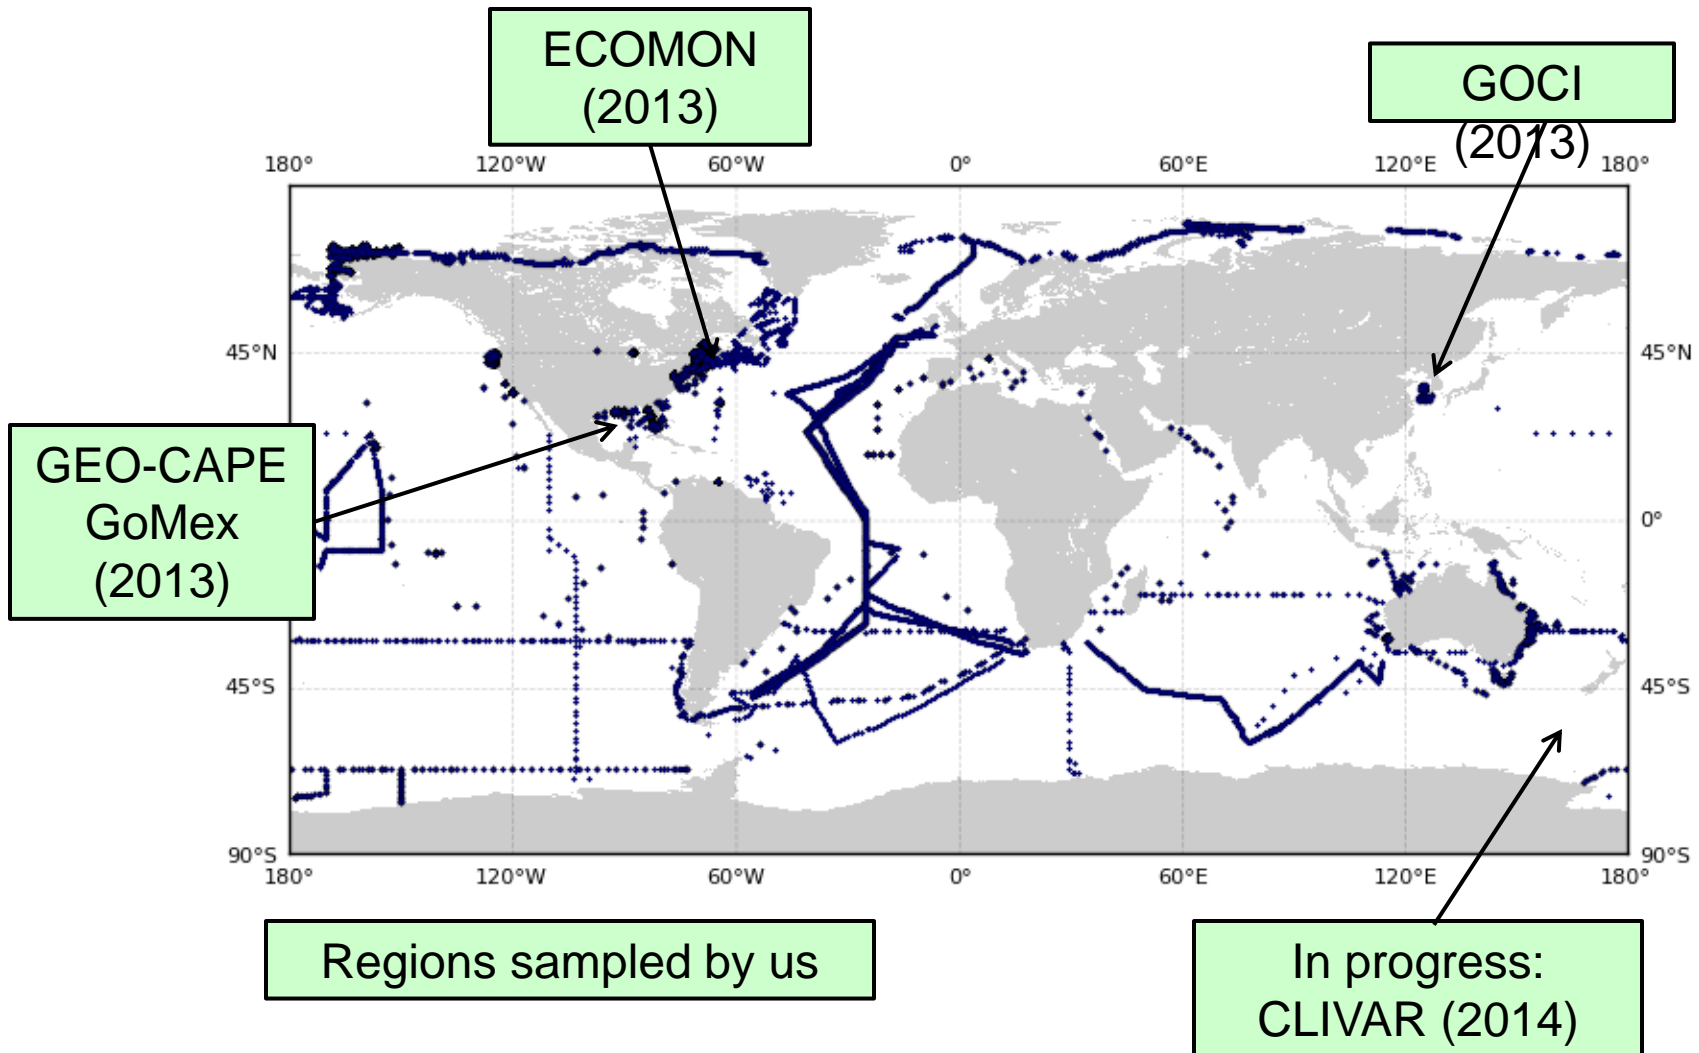 ECOMON
(2013)
GOCI
(2013)
180° 120°W 60°W 0° 60°E 120°E 180°
45°N 45°N
GEO-CAPE
GoMex
(2013)
0°
45°S 45°S
90°S 90°S
180° 120°W 60°W 0° 60°E 120°E 180°
Regions sampled by us
In progress:
CLIVAR (2014)